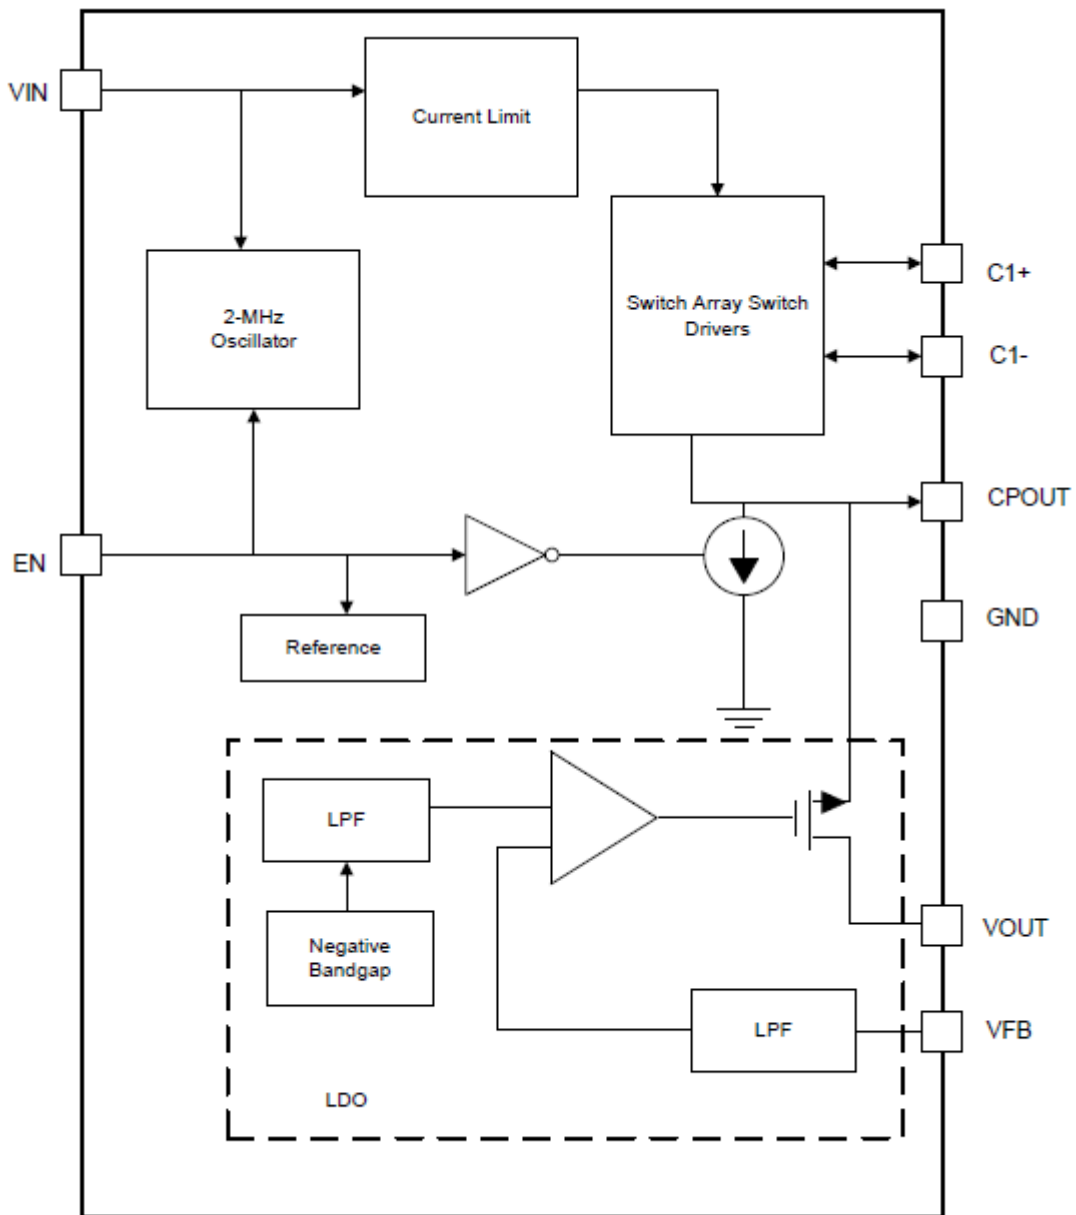 VIN
Current Limit
2-MHz
Oscillator
Switch Array Switch
Drivers
C1+
C1-
CPOUT
EN
GND
Reference
LPF
Negative
Bandgap
VOUT
LPF
VFB
LDO